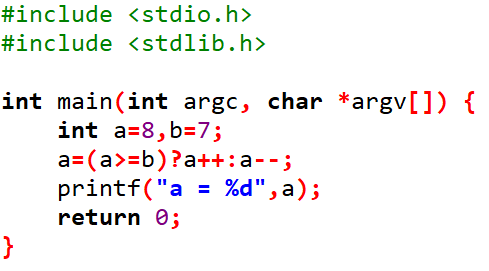 #include <stdio.h>
#include <stdlib.h>

int main(int argc, char *argv[]) {
    int a=8,b=7;
    a=(a>=b)?a++:a--;
    printf("a = %d",a);
    return 0;
}